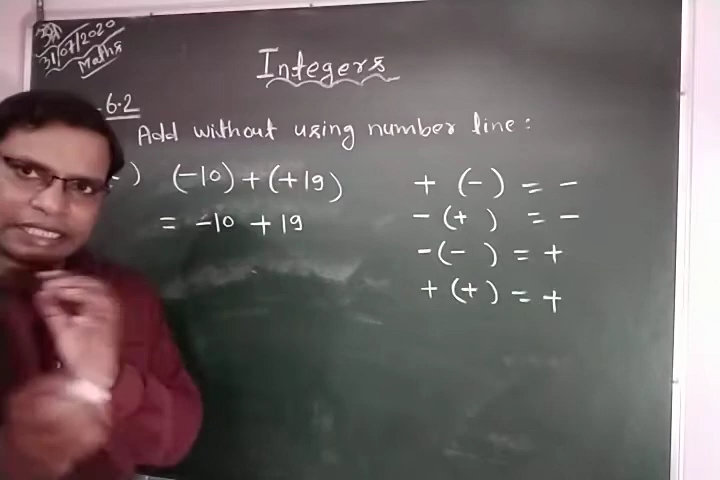 31/07/2020
Maths
Integers
6.2
Add without using number line :
) (-10) + (+19)
= -10 + 19
+ (-) = -
- (+ ) = -
- (- ) = +
+ (+) = +